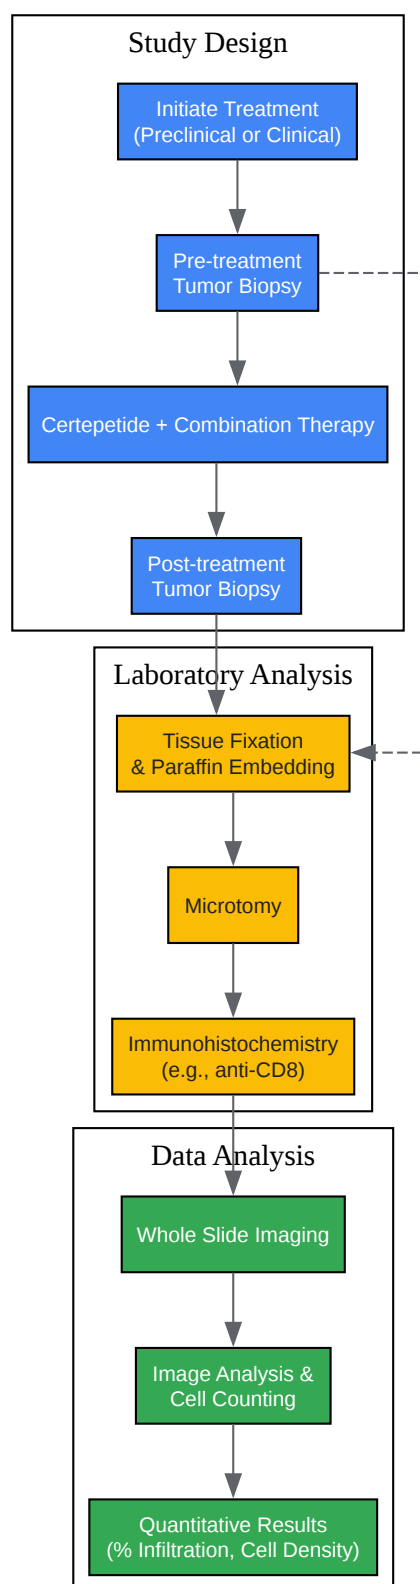 Study Design
Initiate Treatment
(Preclinical or Clinical)
Pre-treatment
Tumor Biopsy
Certepetide + Combination Therapy
Post-treatment
Tumor Biopsy
Laboratory Analysis
Tissue Fixation
& Paraffin Embedding
Microtomy
Immunohistochemistry
(e.g., anti-CD8)
Data Analysis
Whole Slide Imaging
Image Analysis &
Cell Counting
Quantitative Results
(% Infiltration, Cell Density)